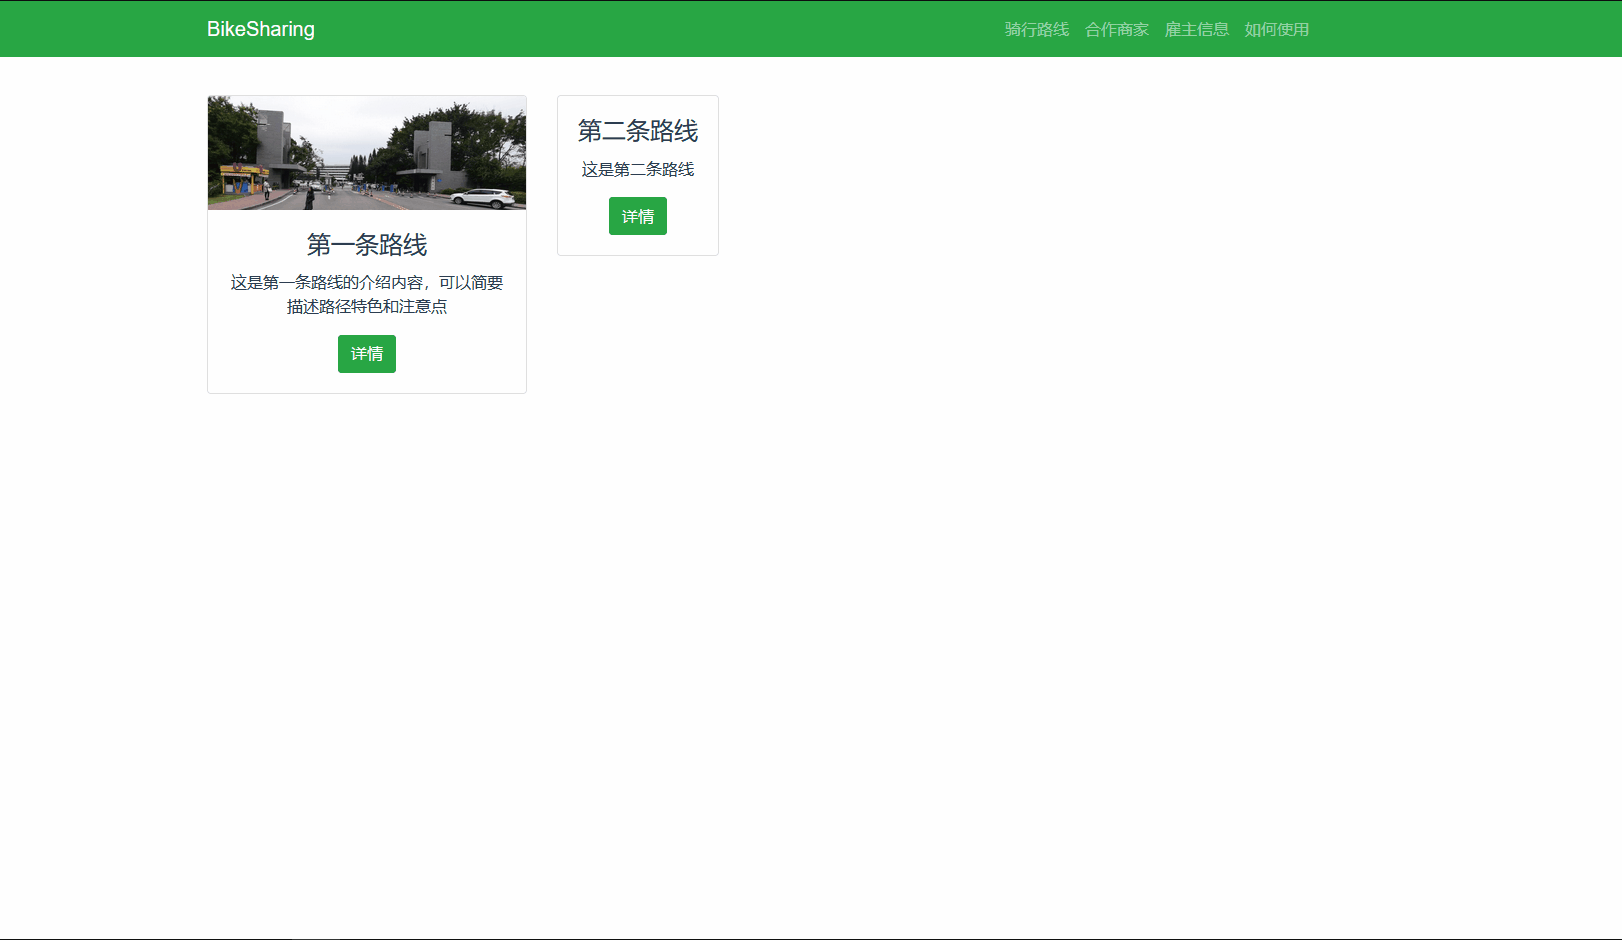 BikeSharing
骑行路线 合作商家 雇主信息 如何使用
第一条路线
这是第一条路线的介绍内容，可以简要
描述路径特色和注意点
详情
第二条路线
这是第二条路线
详情